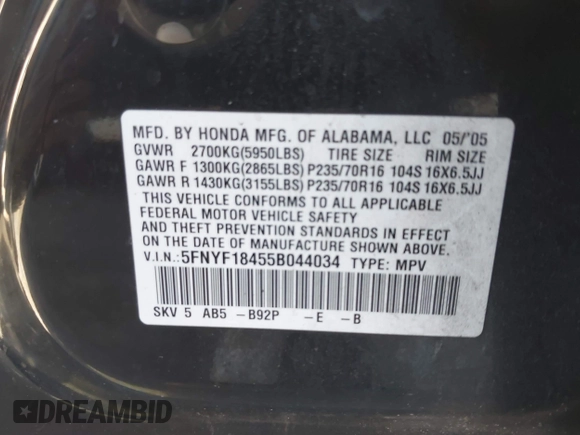 MFD. BY HONDA MFG. OF ALABAMA, LLC 05/'05
GVWR 2700KG(5950LBS) TIRE SIZE RIM SIZE
GAWR F 1300KG(2865LBS) P235/70R16 104S 16X6.5JJ
GAWR R 1430KG(3155LBS) P235/70R16 104S 16X6.5JJ
THIS VEHICLE CONFORMS TO ALL APPLICABLE
FEDERAL MOTOR VEHICLE SAFETY
AND THEFT PREVENTION STANDARDS IN EFFECT
ON THE DATE OF MANUFACTURE SHOWN ABOVE.
V.I.N.: 5FNYF18455B044034 TYPE: MPV
SKV 5 AB5 -B92P -E -B
DREAMBID